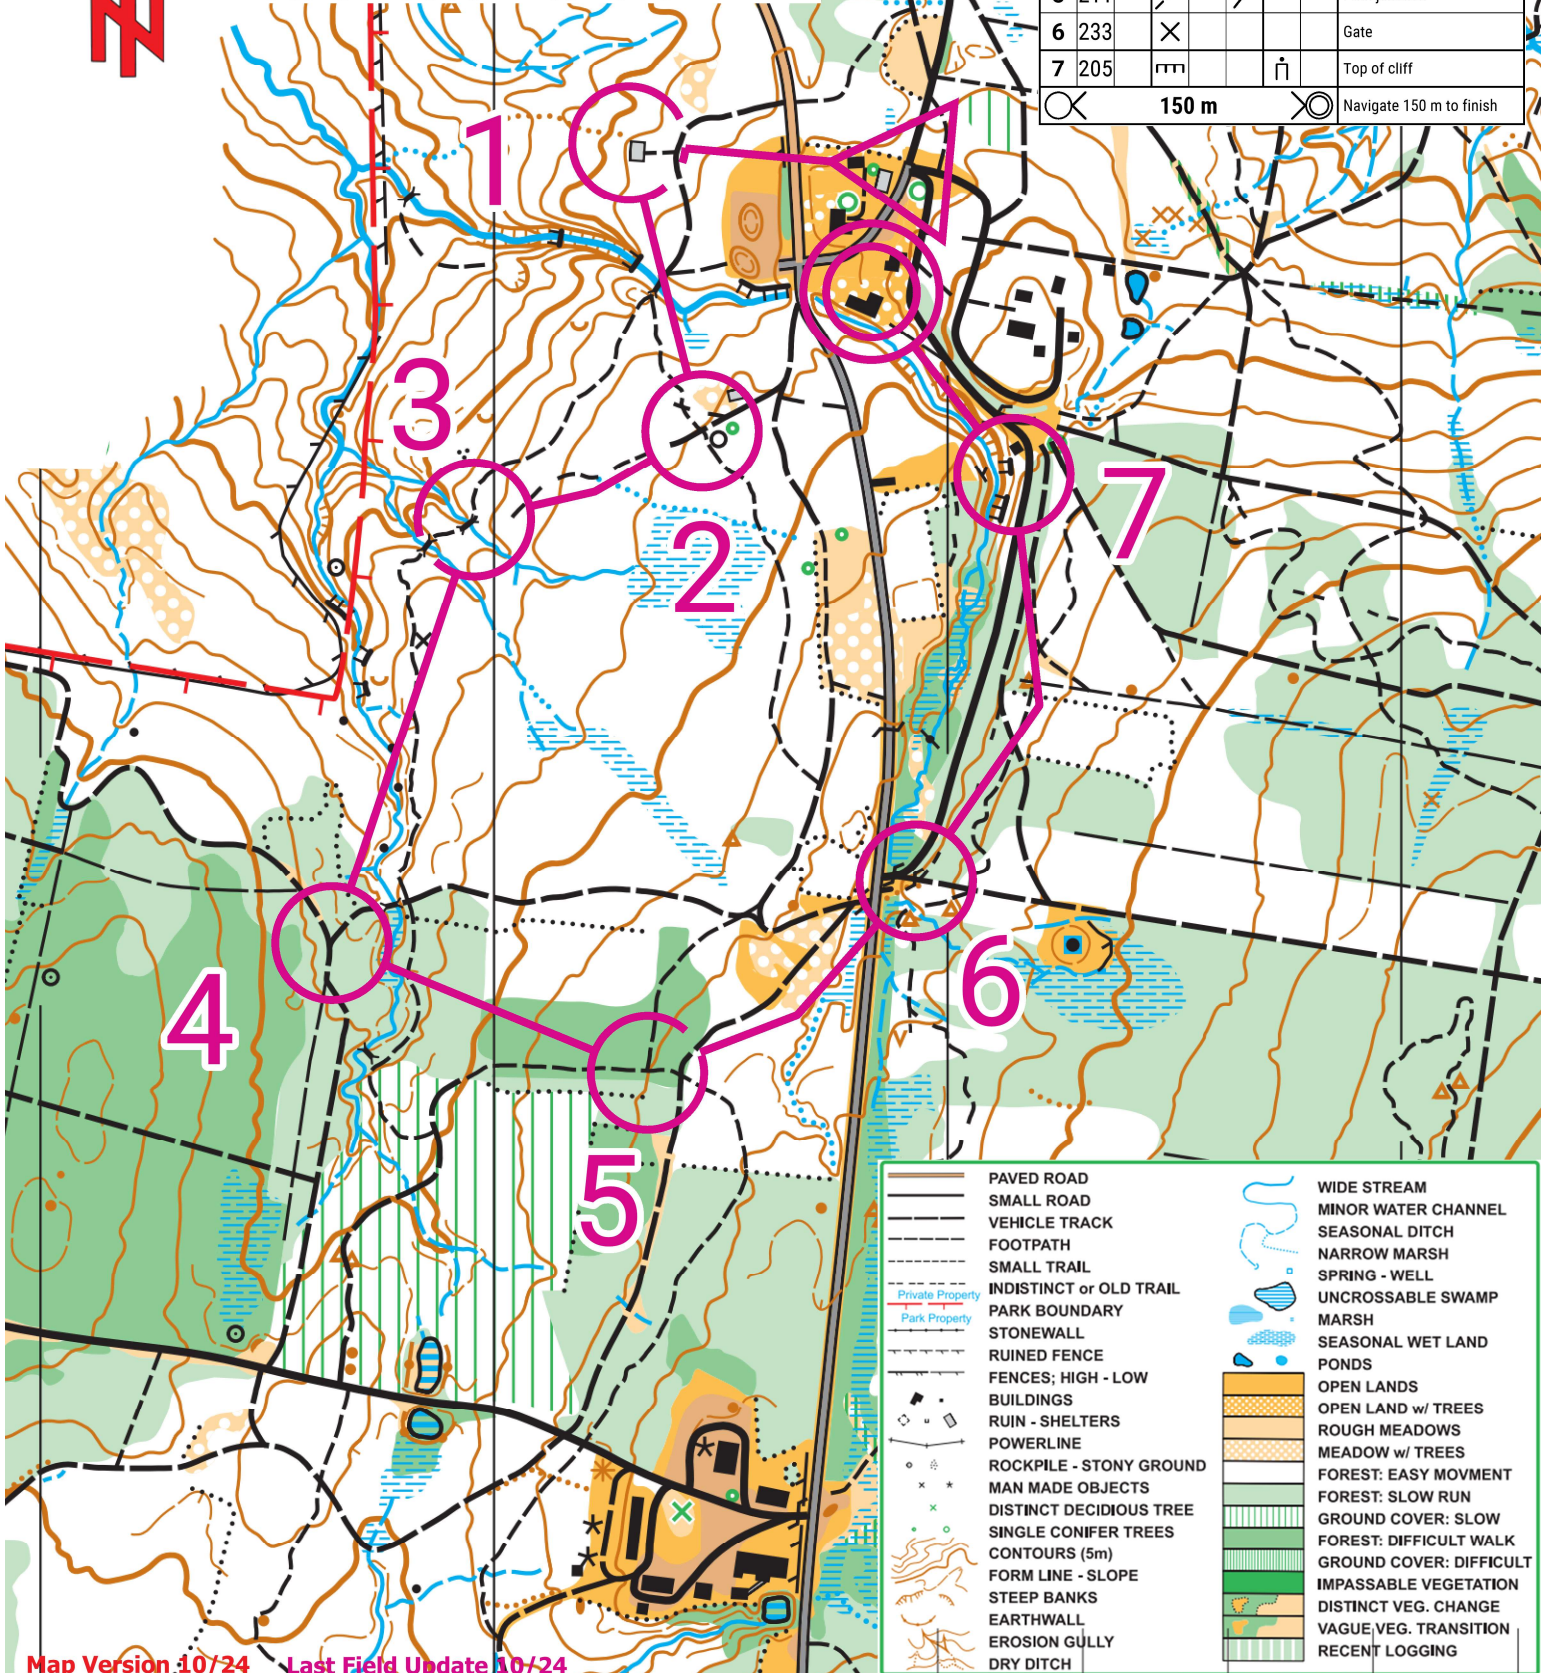 6 233 Gate
7 205 Top of cliff
150 m Navigate 150 m to finish
1
3
2
7
4
6
5
PAVED ROAD
SMALL ROAD
VEHICLE TRACK
FOOTPATH
SMALL TRAIL
INDISTINCT or OLD TRAIL
Private Property
PARK BOUNDARY
Park Property
STONEWALL
RUINED FENCE
FENCES; HIGH - LOW
BUILDINGS
RUIN - SHELTERS
POWERLINE
ROCKPILE - STONY GROUND
MAN MADE OBJECTS
DISTINCT DECIDIOUS TREE
SINGLE CONIFER TREES
CONTOURS (5m)
FORM LINE - SLOPE
STEEP BANKS
EARTHWALL
EROSION GULLY
DRY DITCH
WIDE STREAM
MINOR WATER CHANNEL
SEASONAL DITCH
NARROW MARSH
SPRING - WELL
UNCROSSABLE SWAMP
MARSH
SEASONAL WET LAND
PONDS
OPEN LANDS
OPEN LAND w/ TREES
ROUGH MEADOWS
MEADOW w/ TREES
FOREST: EASY MOVMENT
FOREST: SLOW RUN
GROUND COVER: SLOW
FOREST: DIFFICULT WALK
GROUND COVER: DIFFICULT
IMPASSABLE VEGETATION
DISTINCT VEG. CHANGE
VAGUE VEG. TRANSITION
RECENT LOGGING
Map Version 10/24 Last Field Update 10/24